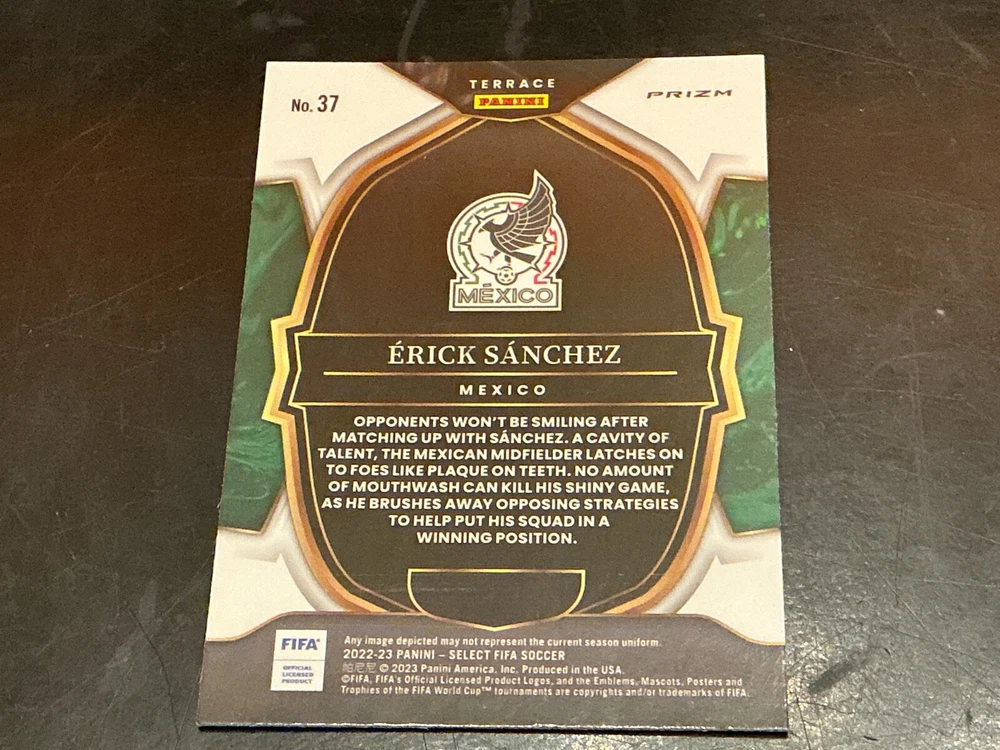 TERRACE
PANINI
No. 37
PRIZM
MÉXICO
ÉRICK SÁNCHEZ
MEXICO
OPPONENTS WON'T BE SMILING AFTER
MATCHING UP WITH SÁNCHEZ. A CAVITY OF
TALENT, THE MEXICAN MIDFIELDER LATCHES ON
TO FOES LIKE PLAQUE ON TEETH. NO AMOUNT
OF MOUTHWASH CAN KILL HIS SHINY GAME,
AS HE BRUSHES AWAY OPPOSING STRATEGIES
TO HELP PUT HIS SQUAD IN A
WINNING POSITION.
FIFA®
OFFICIAL
LICENSED
PRODUCT
Any image depicted may not represent the current season uniform.
2022-23 PANINI – SELECT FIFA SOCCER
帕尼尼 © 2023 Panini America, Inc. Produced in the USA.
©FIFA, FIFA's Official Licensed Product Logos, and the Emblems, Mascots, Posters and
Trophies of the FIFA World Cup™ tournaments are copyrights and/or trademarks of FIFA.